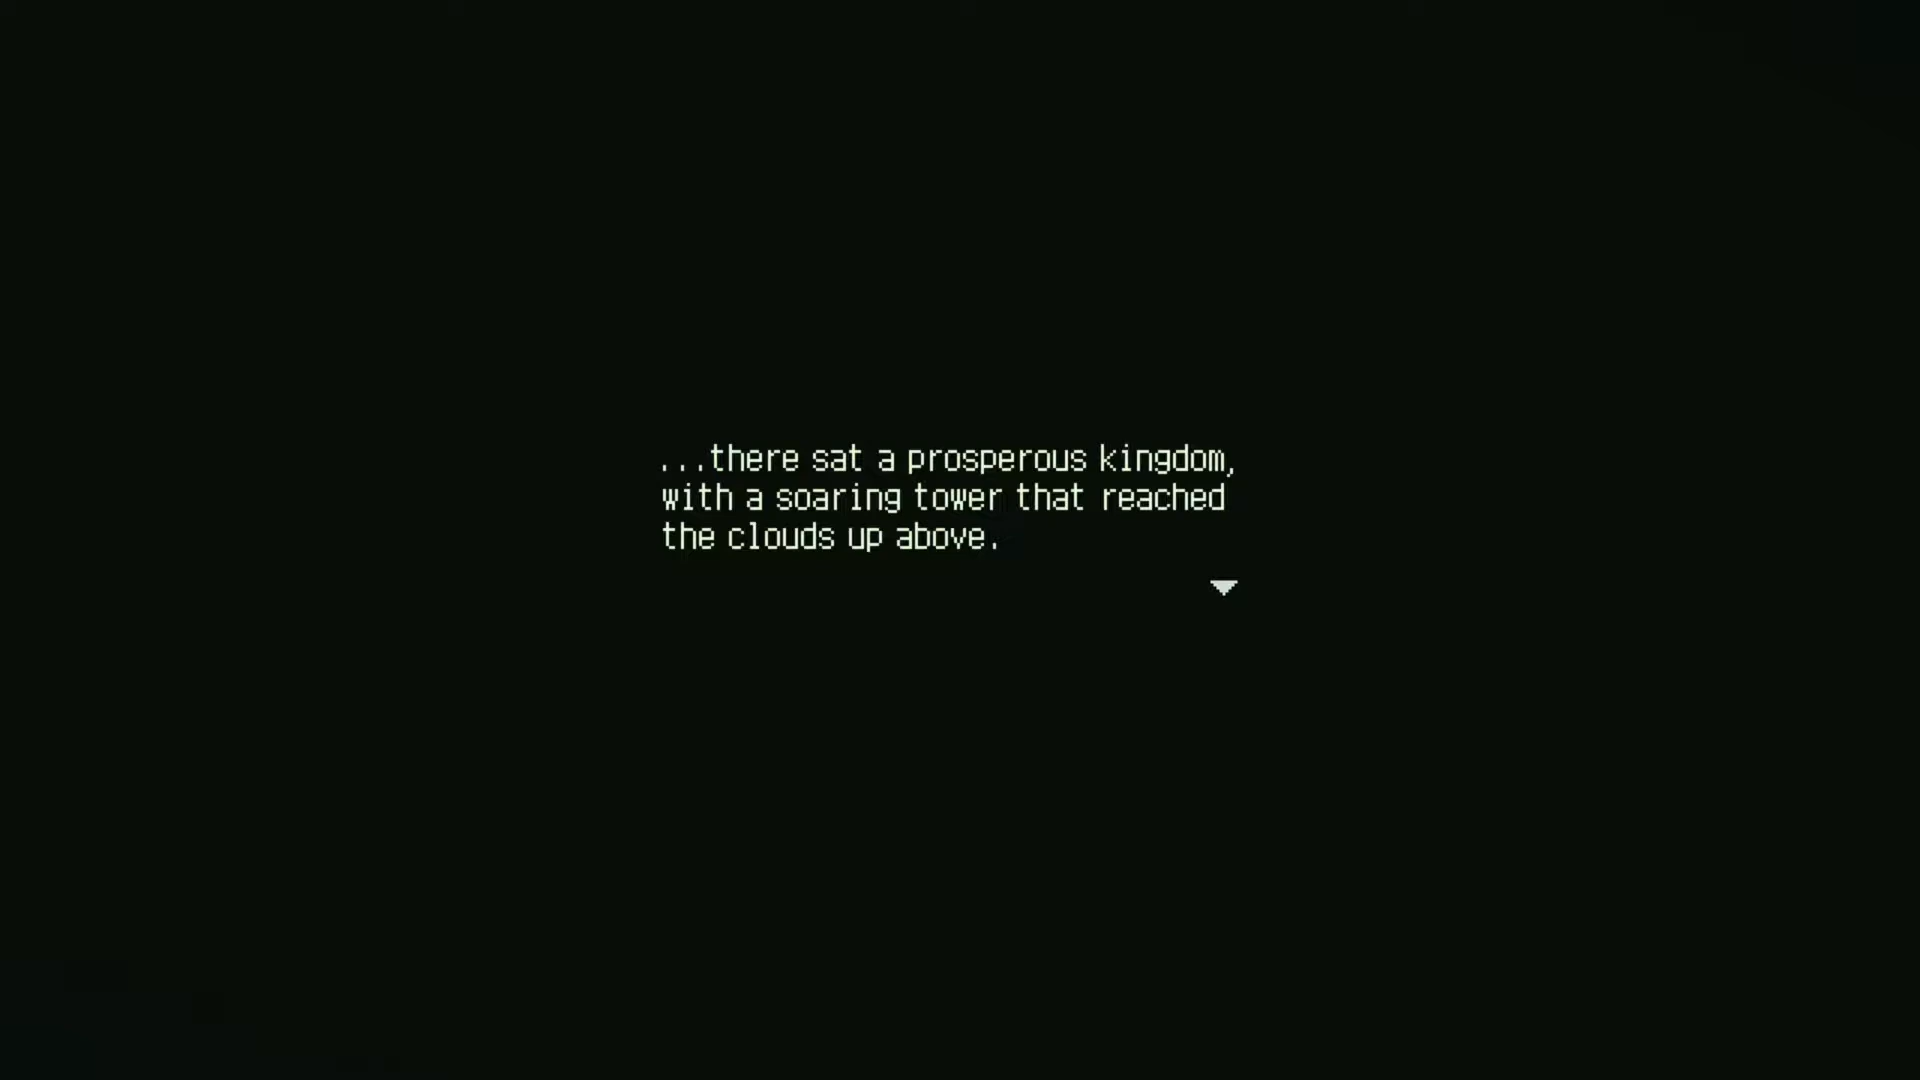 ...there sat a prosperous kingdom,
with a soaring tower that reached
the clouds up above.